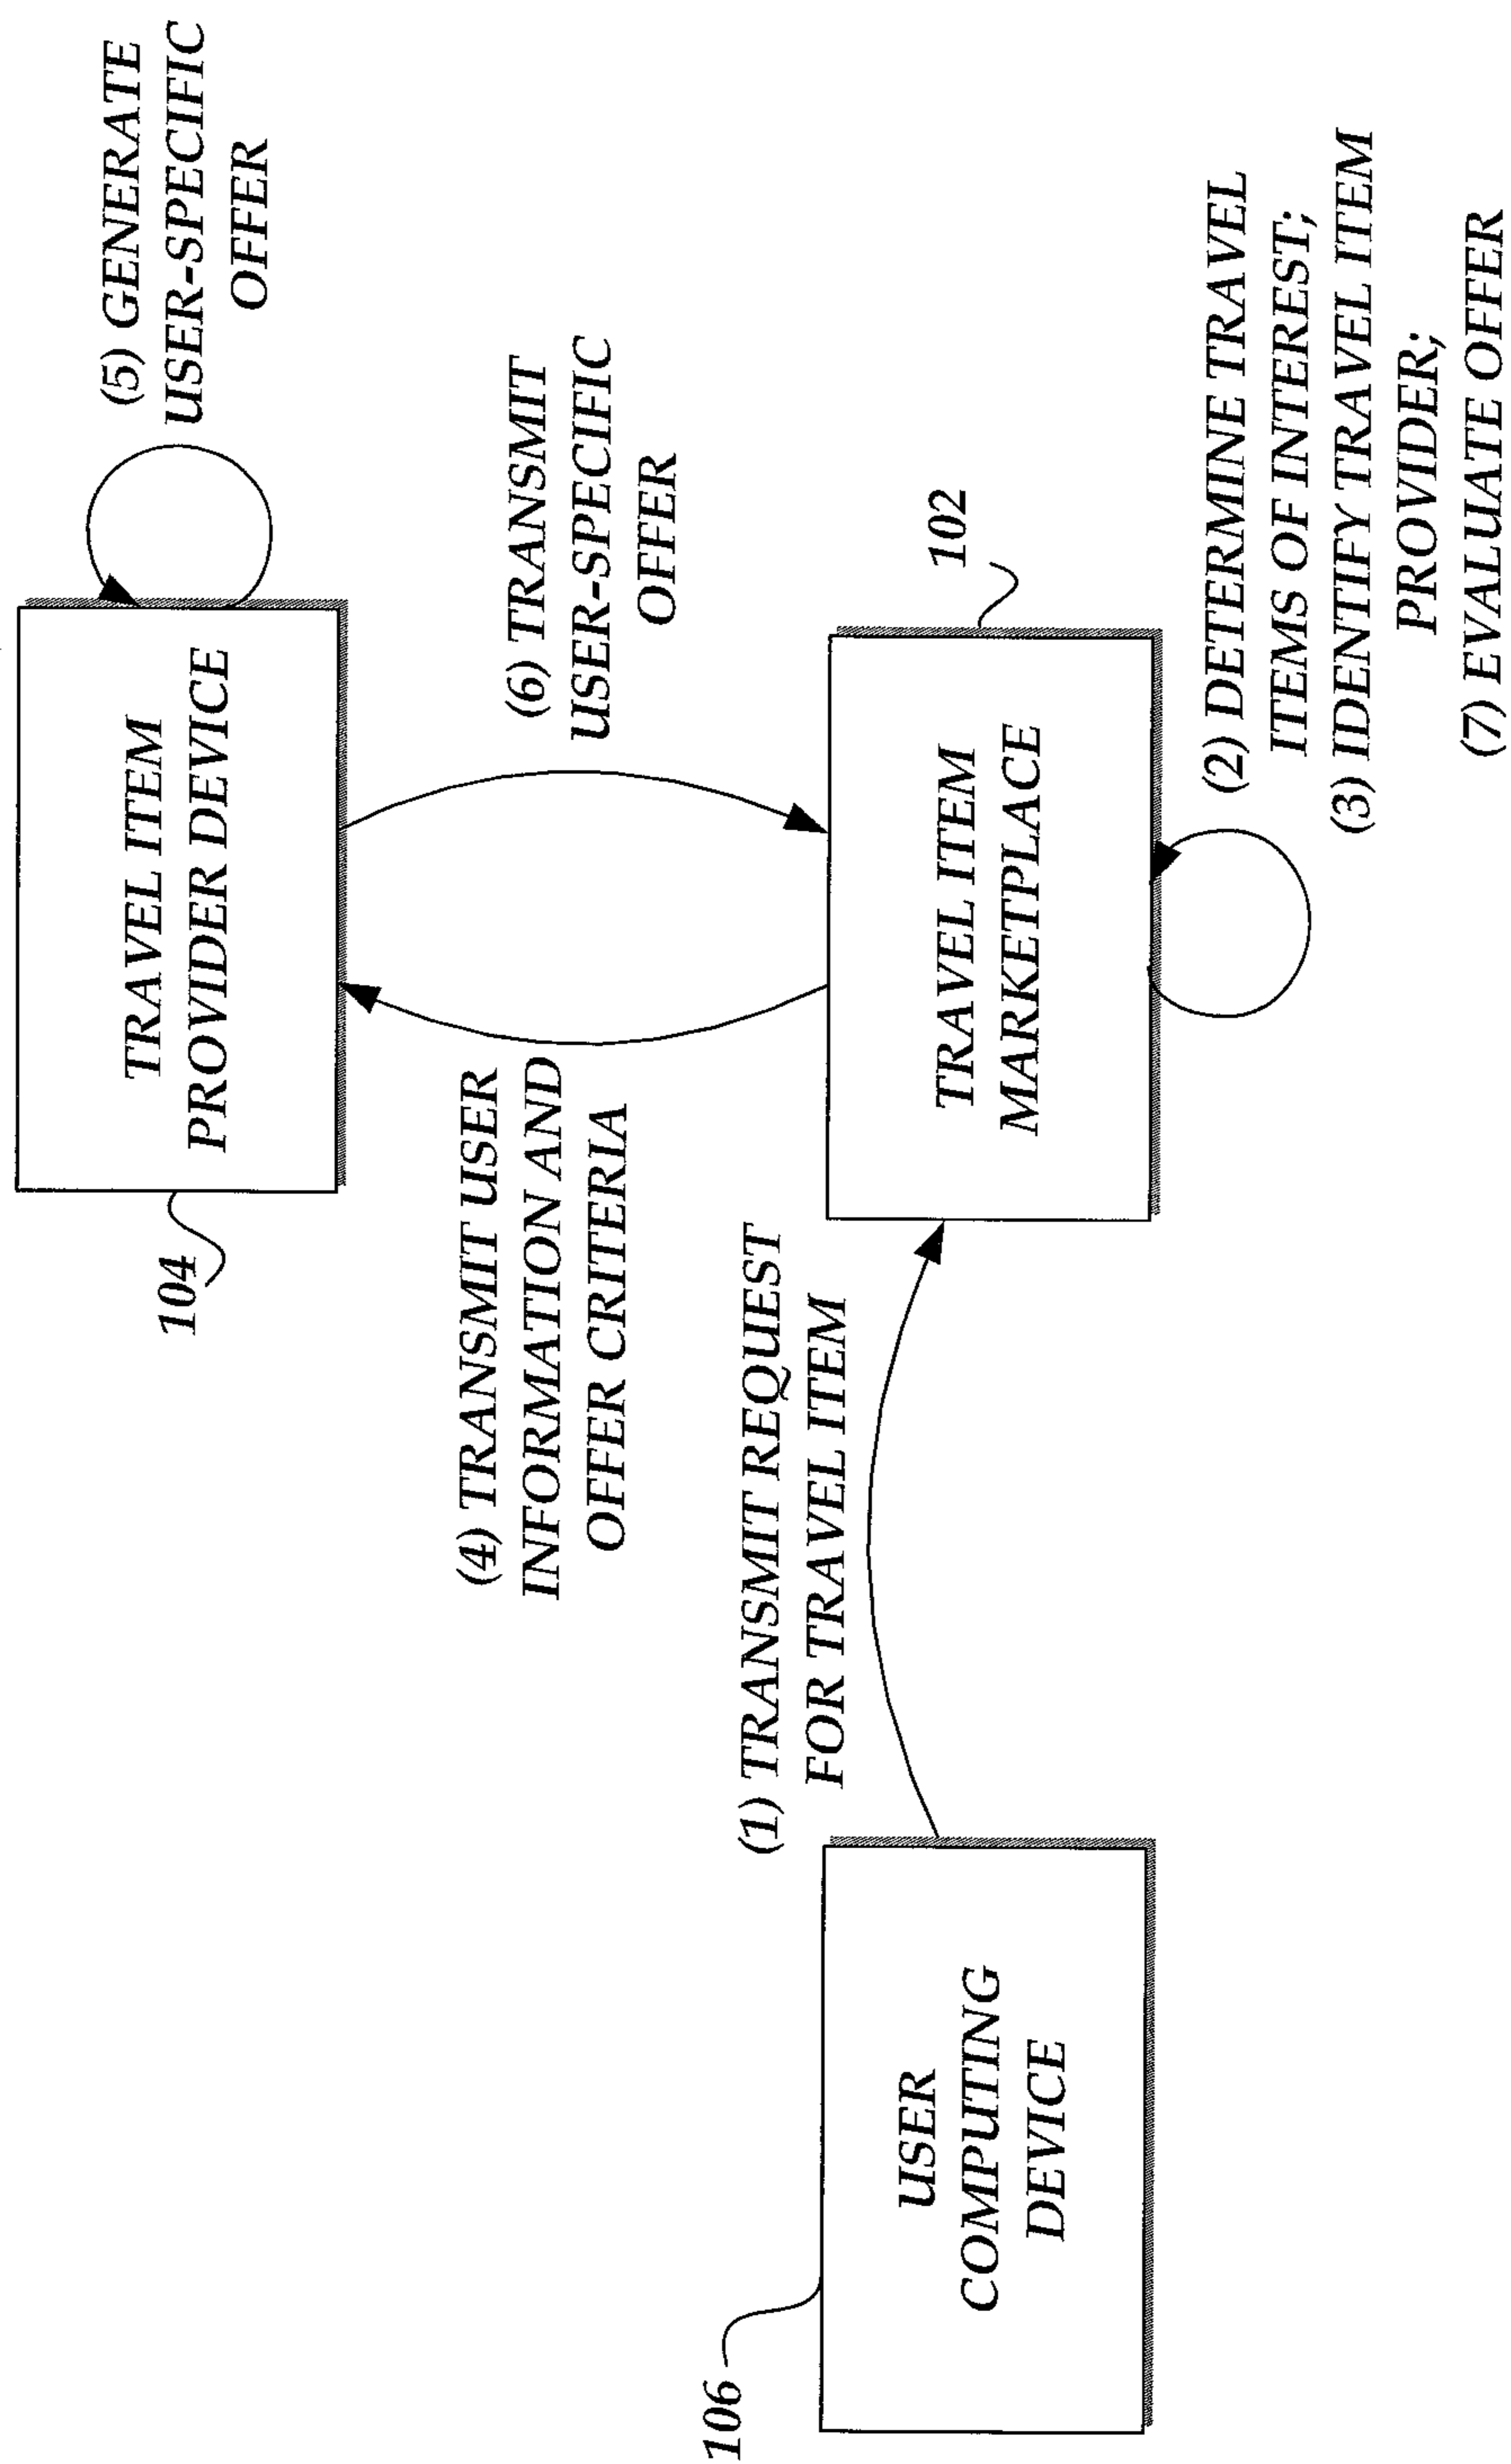 104
TRAVEL ITEM
PROVIDER DEVICE
(5) GENERATE
USER-SPECIFIC
OFFER
(4) TRANSMIT USER
INFORMATION AND
OFFER CRITERIA
(6) TRANSMIT
USER-SPECIFIC
OFFER
106
USER
COMPUTING
DEVICE
(1) TRANSMIT REQUEST
FOR TRAVEL ITEM
TRAVEL ITEM
MARKETPLACE
102
(2) DETERMINE TRAVEL
ITEMS OF INTEREST;
(3) IDENTIFY TRAVEL ITEM
PROVIDER;
(7) EVALUATE OFFER